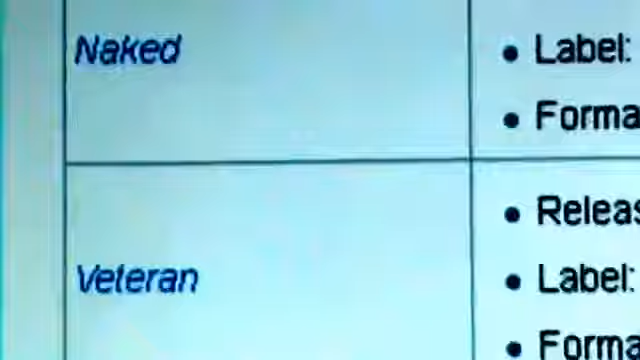 Naked
• Label:
• Forma
• Releas
Veteran
• Label:
• Forma